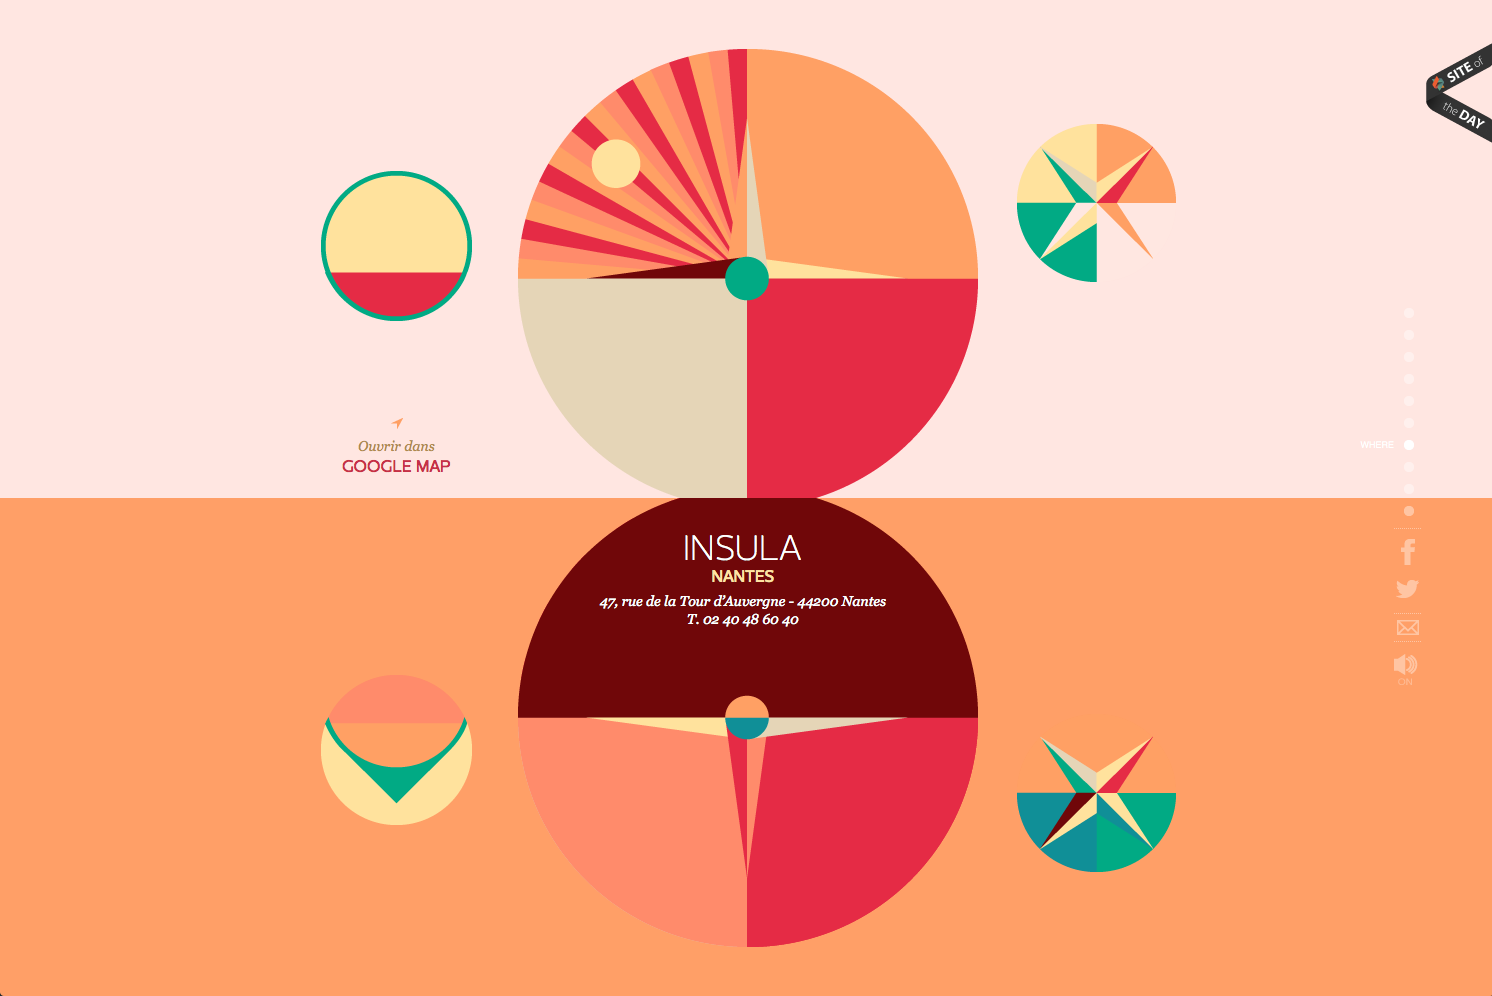 SITE of
the DAY
WHERE
Ouvrir dans
GOOGLE MAP
INSULA
NANTES
47, rue de la Tour d'Auvergne - 44200 Nantes
T. 02 40 48 60 40
ON